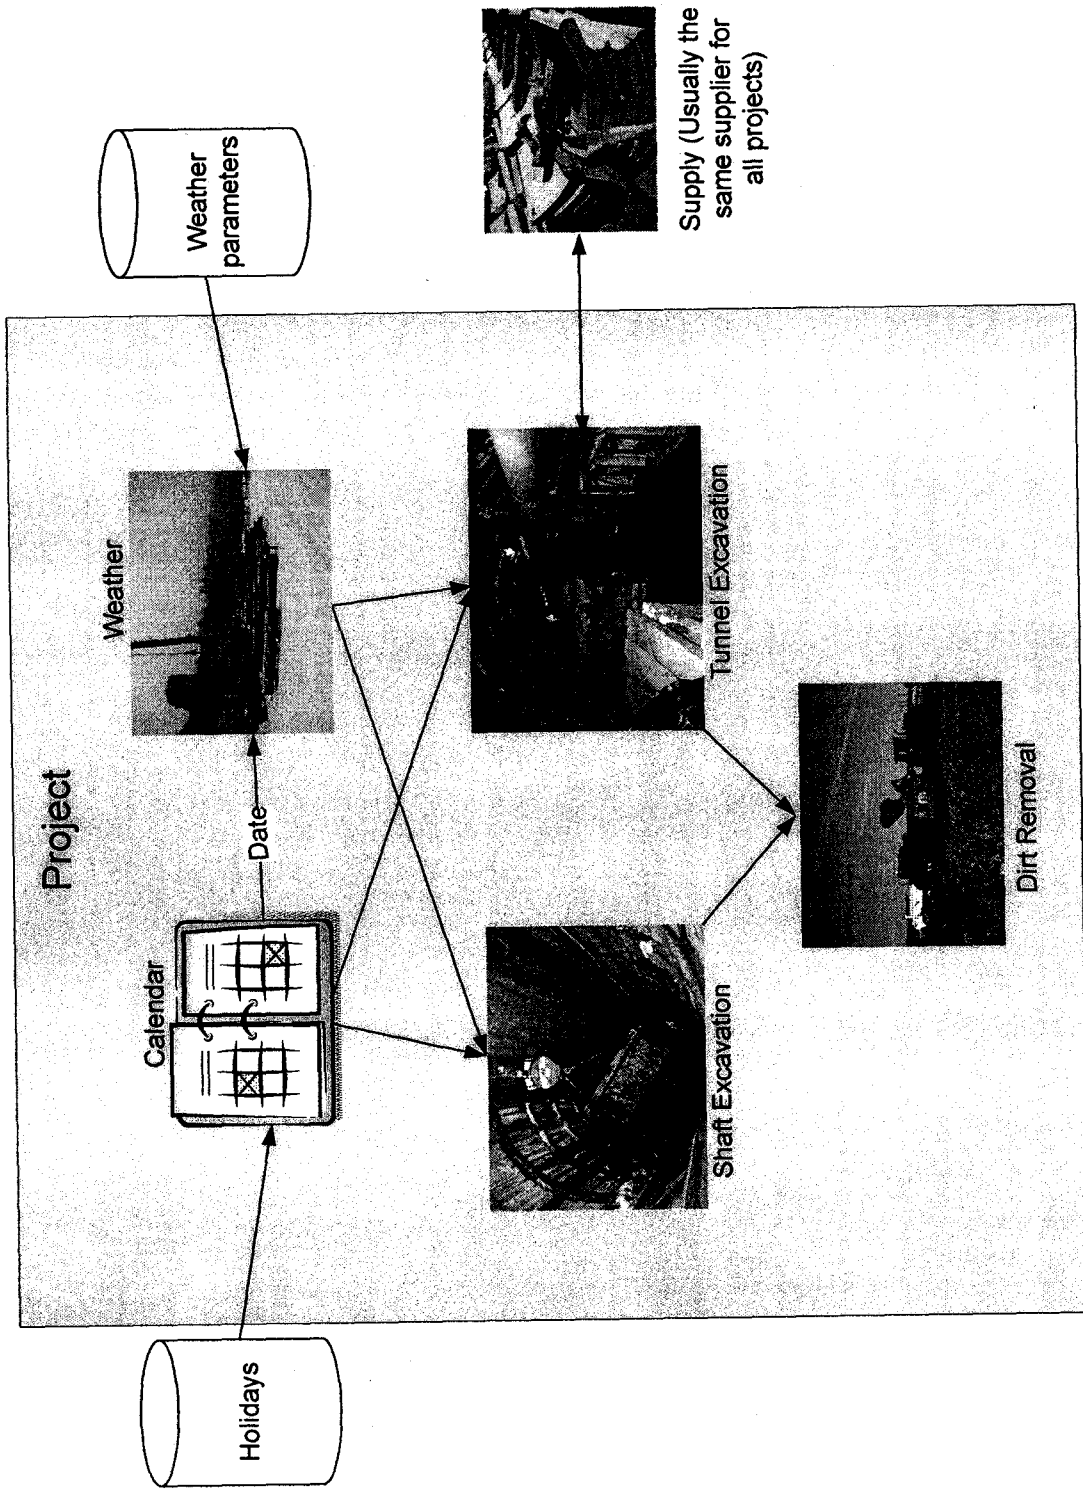 Project
Holidays
Calendar
Date
Weather
Weather
parameters
Shaft Excavation
Tunnel Excavation
Supply (Usually the
same supplier for
all projects)
Dirt Removal